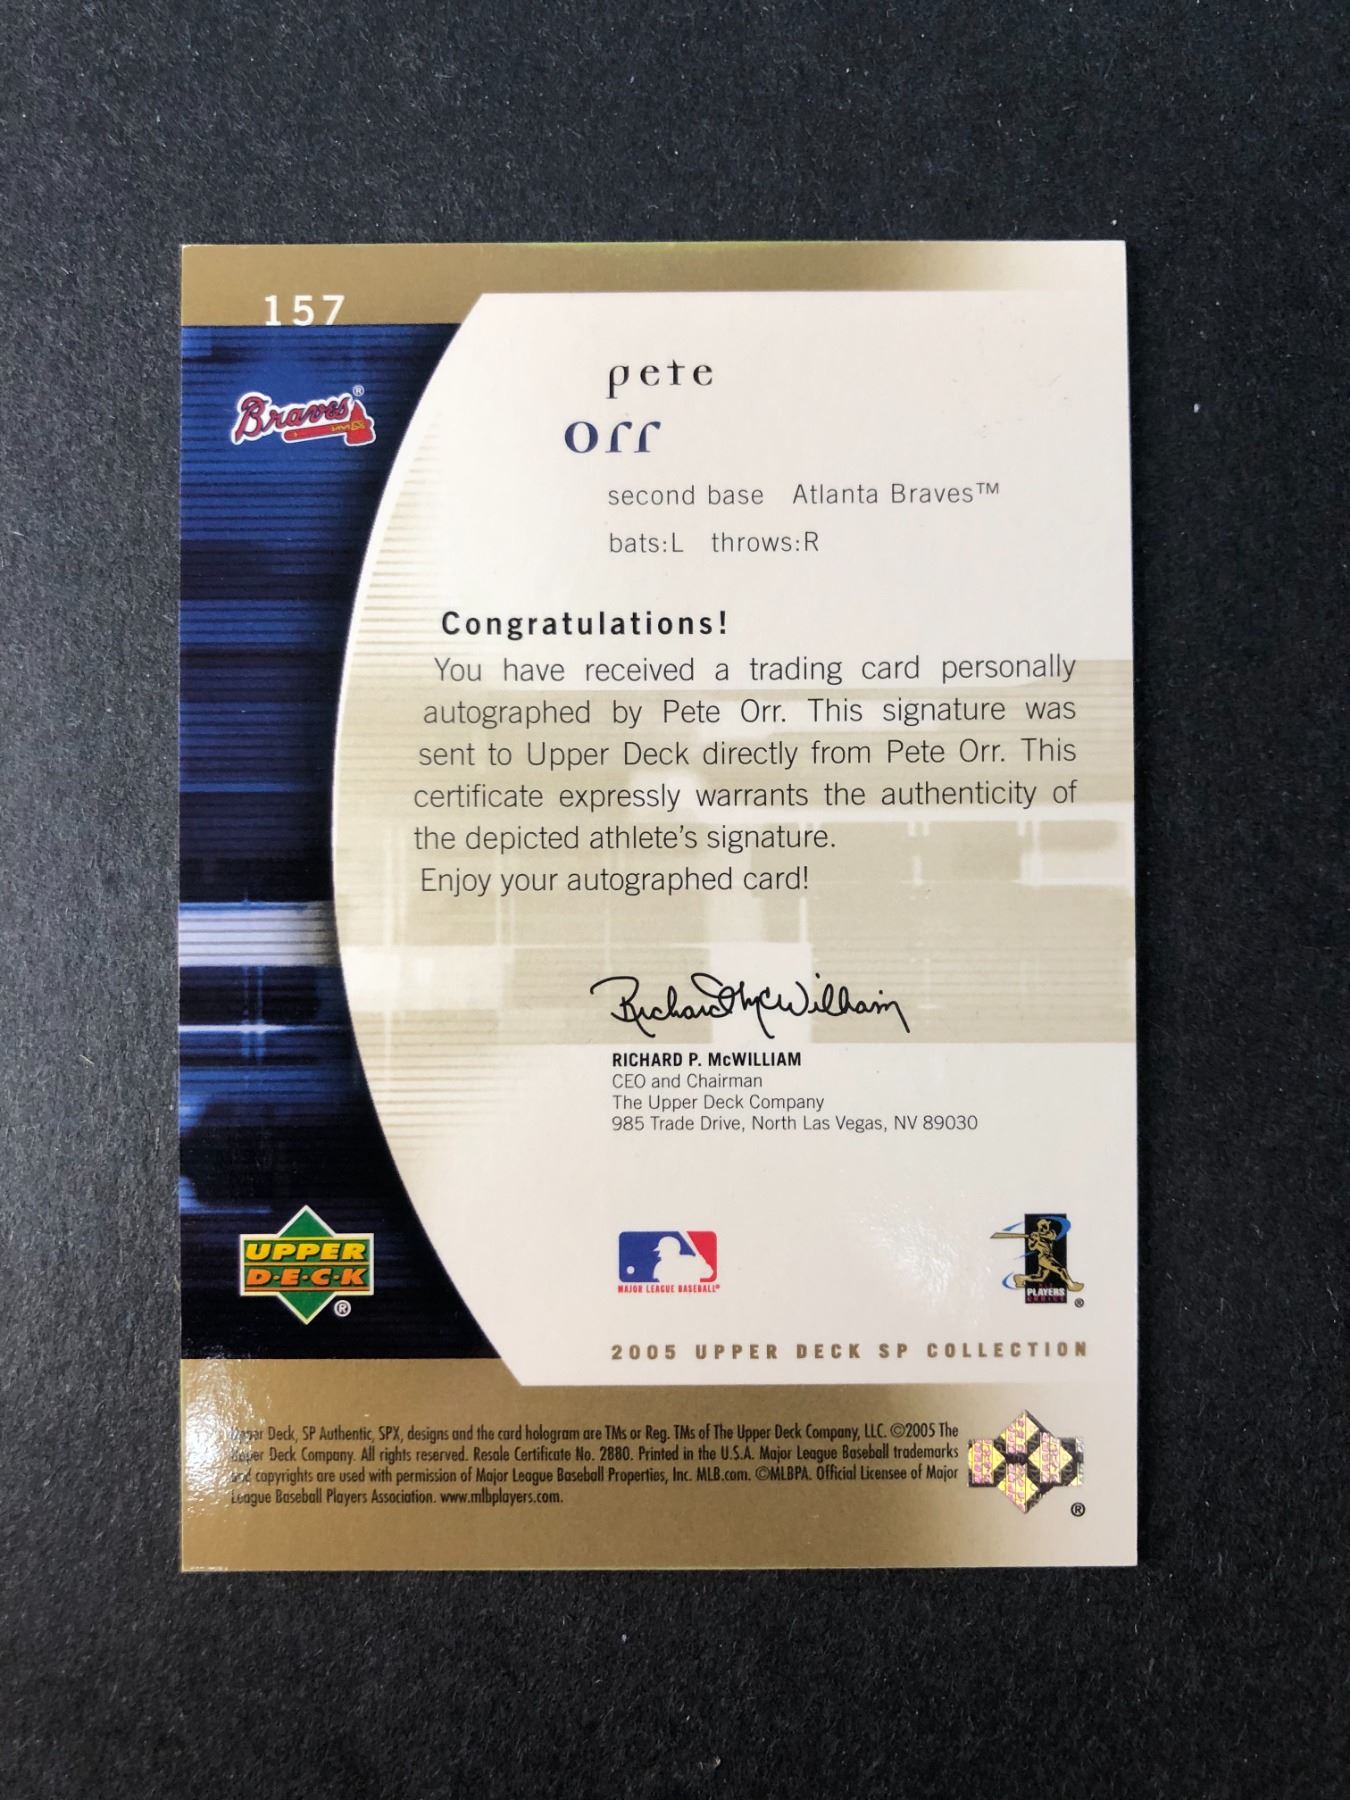 157
Braves®
pete
orr
second base Atlanta Braves™
bats:L throws:R
Congratulations!
You have received a trading card personally
autographed by Pete Orr. This signature was
sent to Upper Deck directly from Pete Orr. This
certificate expressly warrants the authenticity of
the depicted athlete's signature.
Enjoy your autographed card!
Richard McWilliam
RICHARD P. McWILLIAM
CEO and Chairman
The Upper Deck Company
985 Trade Drive, North Las Vegas, NV 89030
UPPER
D·E·C·K
®
MAJOR LEAGUE BASEBALL®
PLAYERS
CHOICE
®
2005 UPPER DECK SP COLLECTION
Upper Deck, SP Authentic, SPX, designs and the card hologram are TMs or Reg. TMs of The Upper Deck Company, LLC. ©2005 The
Upper Deck Company. All rights reserved. Resale Certificate No. 2880. Printed in the U.S.A. Major League Baseball trademarks
and copyrights are used with permission of Major League Baseball Properties, Inc. MLB.com. ©MLBPA. Official Licensee of Major
League Baseball Players Association. www.mlbplayers.com.
®